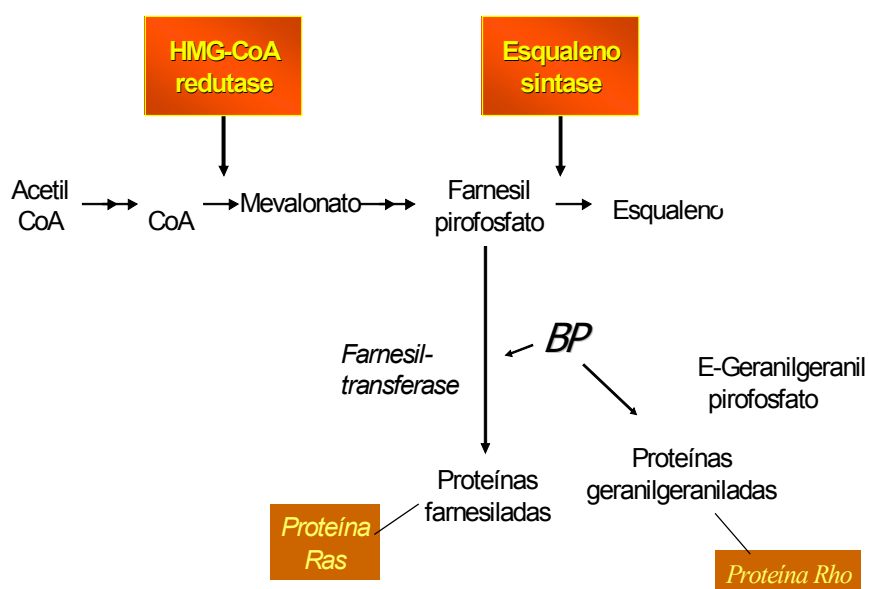 HMG-CoA
redutase
Esqualeno
sintase
Acetil
CoA
CoA
Mevalonato
Farnesil
pirofosfato
Esqualeno
Farnesil-
transferase
BP
E-Geranilgeranil
pirofosfato
Proteínas
farnesiladas
Proteínas
geranilgeraniladas
Proteína
Ras
Proteína Rho